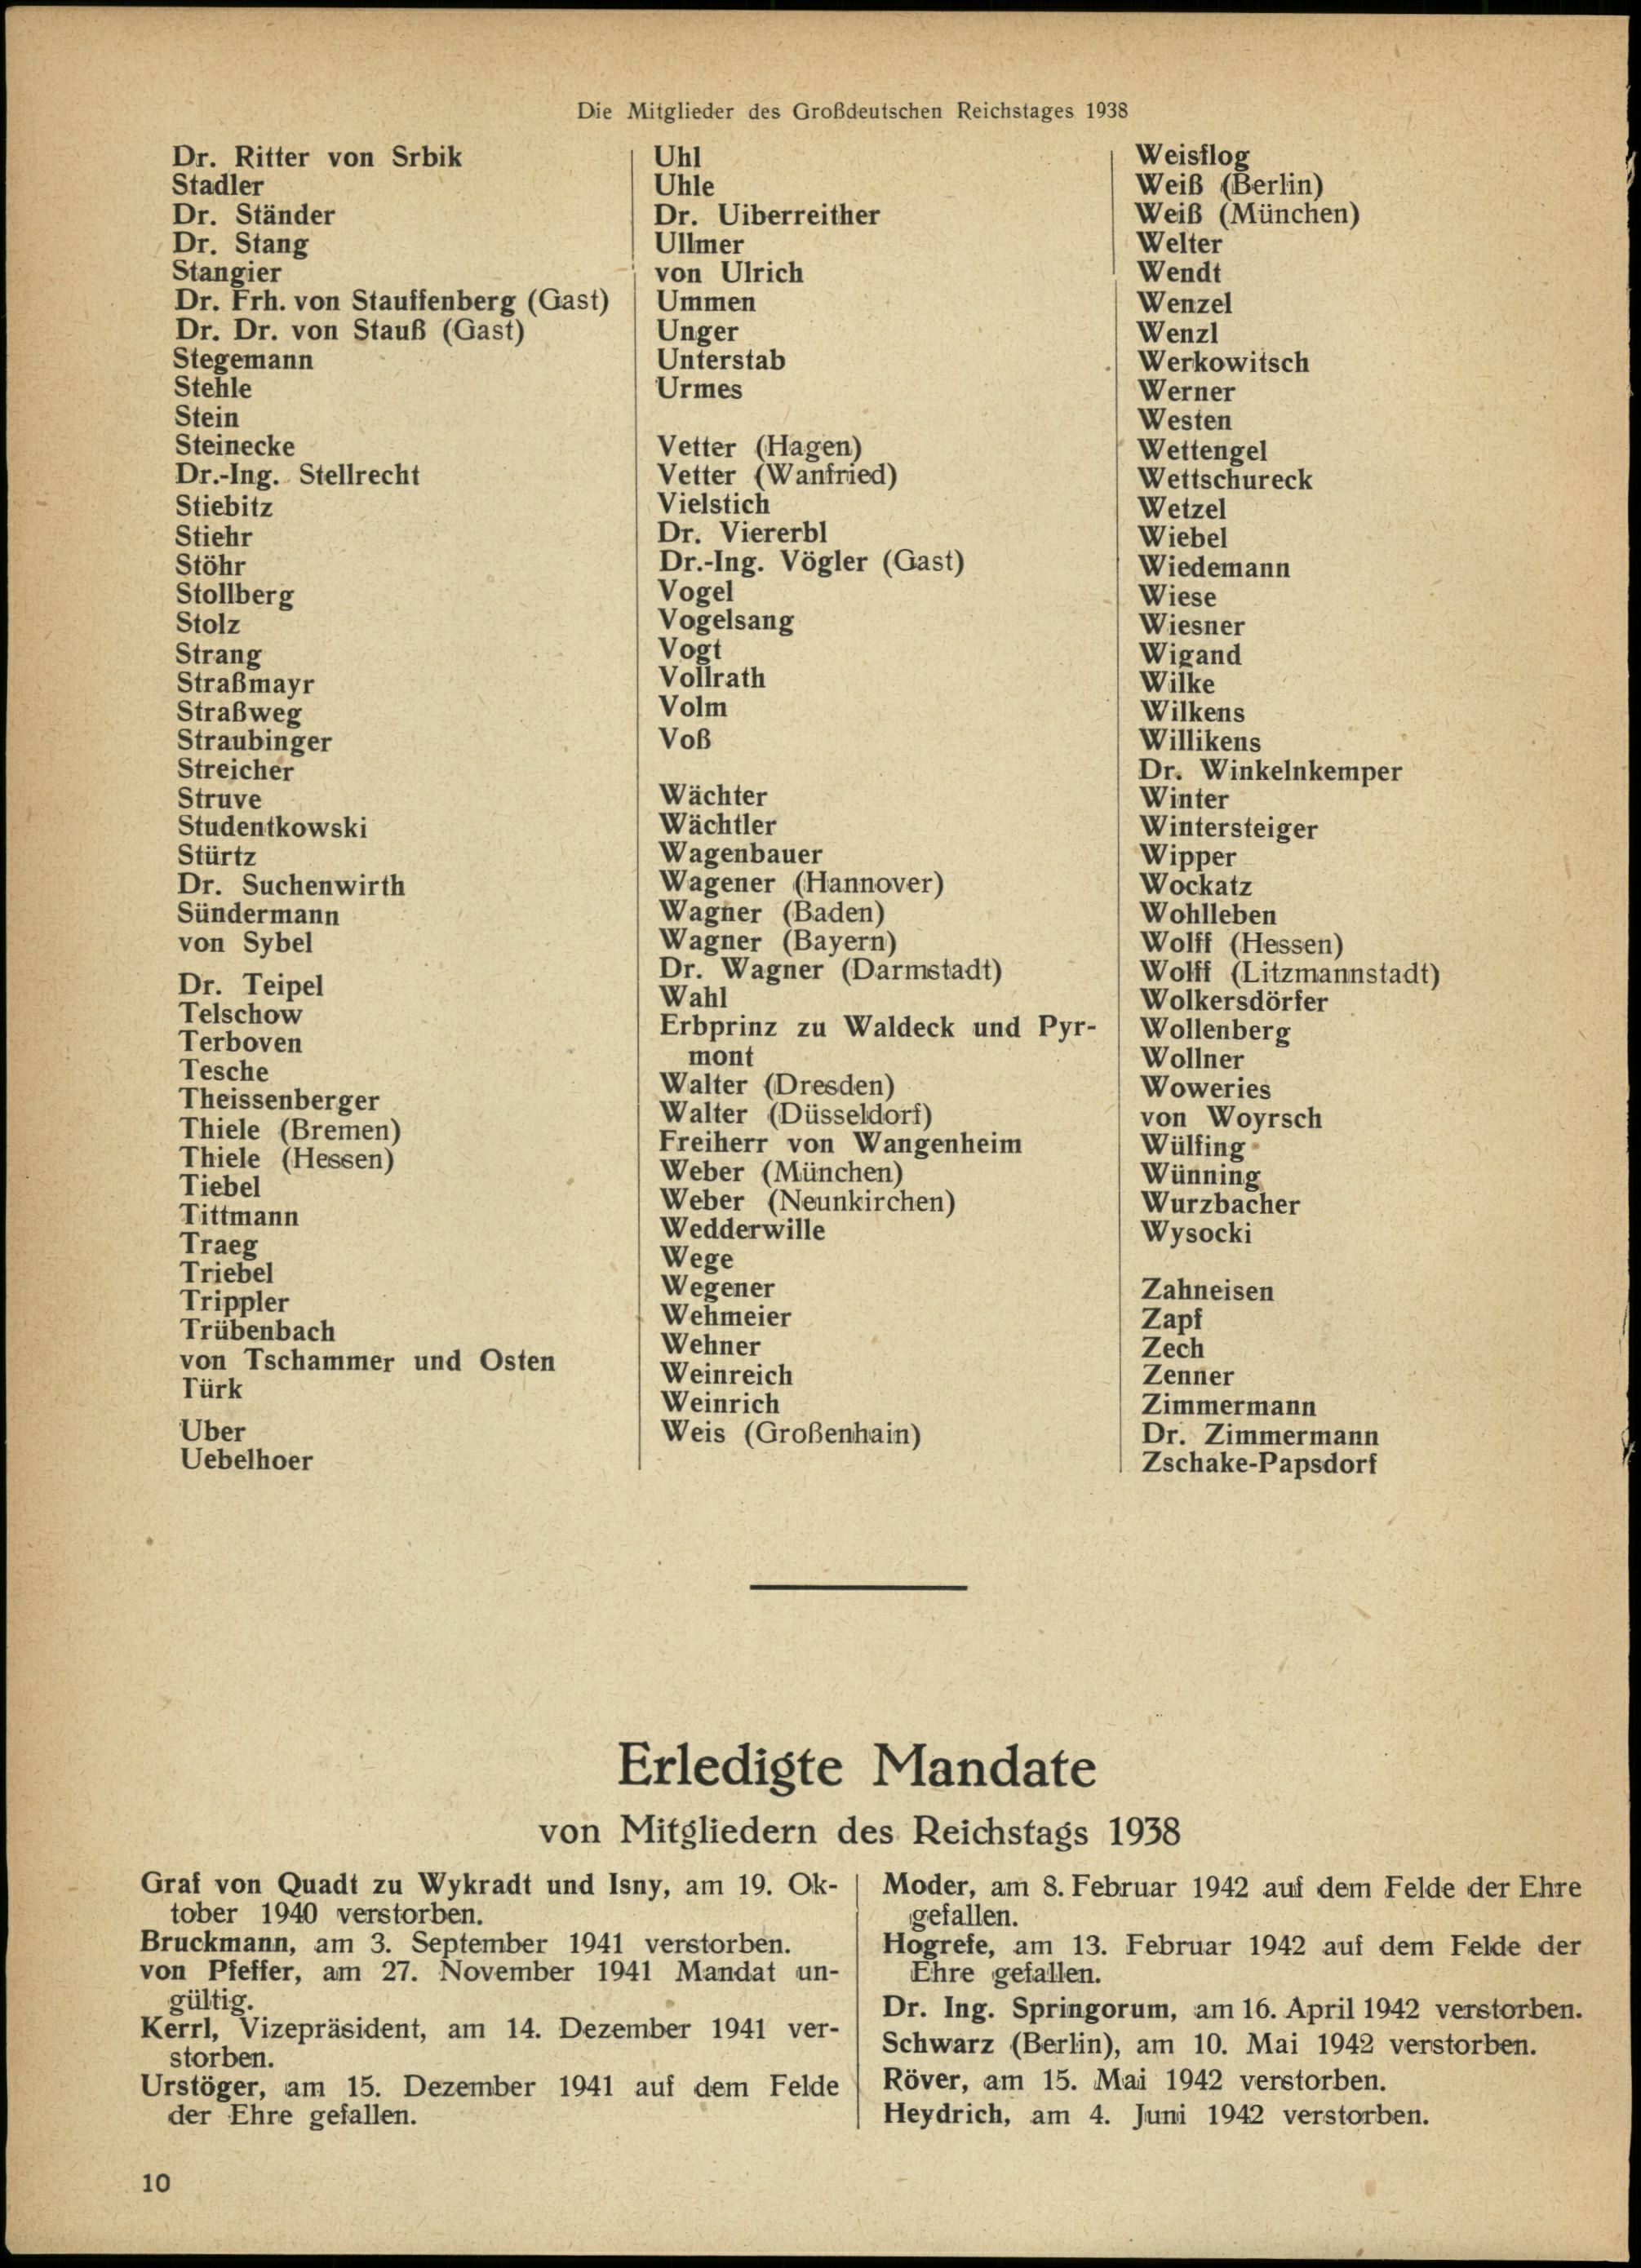 Die Mitglieder des Großdeutschen Reichstages 1938
Dr. Ritter von Srbik
Stadler
Dr. Ständer
Dr. Stang
Stangier
Dr. Frh. von Stauffenberg (Gast)
Dr. Dr. von Stauß (Gast)
Stegemann
Stehle
Stein
Steinecke
Dr.-Ing. Stellrecht
Stiebitz
Stiehr
Stöhr
Stollberg
Stolz
Strang
Straßmayr
Straßweg
Straubinger
Streicher
Struve
Studentkowski
Stürtz
Dr. Suchenwirth
Sündermann
von Sybel
Dr. Teipel
Telschow
Terboven
Tesche
Theissenberger
Thiele (Bremen)
Thiele (Hessen)
Tiebel
Tittmann
Traeg
Triebel
Trippler
Trübenbach
von Tschammer und Osten
Türk
Uber
Uebelhoer
Uhl
Uhle
Dr. Uiberreither
Ullmer
von Ulrich
Ummen
Unger
Unterstab
Urmes
Vetter (Hagen)
Vetter (Wanfried)
Vielstich
Dr. Viererbl
Dr.-Ing. Vögler (Gast)
Vogel
Vogelsang
Vogt
Vollrath
Volm
Voß
Wächter
Wächtler
Wagenbauer
Wagener (Hannover)
Wagner (Baden)
Wagner (Bayern)
Dr. Wagner (Darmstadt)
Wahl
Erbprinz zu Waldeck und Pyr-
mont
Walter (Dresden)
Walter (Düsseldorf)
Freiherr von Wangenheim
Weber (München)
Weber (Neunkirchen)
Wedderwille
Wege
Wegener
Wehmeier
Wehner
Weinreich
Weinrich
Weis (Großenhain)
Weisflog
Weiß (Berlin)
Weiß (München)
Welter
Wendt
Wenzel
Wenzl
Werkowitsch
Werner
Westen
Wettengel
Wettschureck
Wetzel
Wiebel
Wiedemann
Wiese
Wiesner
Wigand
Wilke
Wilkens
Willikens
Dr. Winkelnkemper
Winter
Wintersteiger
Wipper
Wockatz
Wohlleben
Wolff (Hessen)
Wolff (Litzmannstadt)
Wolkersdörfer
Wollenberg
Wollner
Woweries
von Woyrsch
Wülfing
Wünning
Wurzbacher
Wysocki
Zahneisen
Zapf
Zech
Zenner
Zimmermann
Dr. Zimmermann
Zschake-Papsdorf
Erledigte Mandate
von Mitgliedern des Reichstags 1938
Graf von Quadt zu Wykradt und Isny, am 19. Ok-
tober 1940 verstorben.
Bruckmann, am 3. September 1941 verstorben.
von Pfeffer, am 27. November 1941 Mandat un-
gültig.
Kerrl, Vizepräsident, am 14. Dezember 1941 ver-
storben.
Urstöger, am 15. Dezember 1941 auf dem Felde
der Ehre gefallen.
Moder, am 8. Februar 1942 auf dem Felde der Ehre
gefallen.
Hogrefe, am 13. Februar 1942 auf dem Felde der
Ehre gefallen.
Dr. Ing. Springorum, am 16. April 1942 verstorben.
Schwarz (Berlin), am 10. Mai 1942 verstorben.
Röver, am 15. Mai 1942 verstorben.
Heydrich, am 4. Juni 1942 verstorben.
10